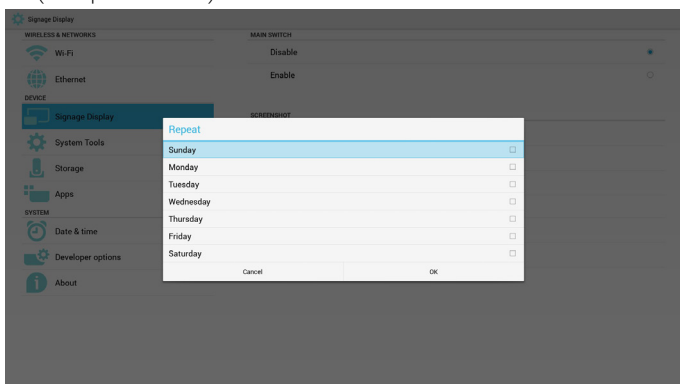 Signage Display
WIRELESS & NETWORKS
Wi-Fi
Ethernet
DEVICE
Signage Display
System Tools
Storage
Apps
SYSTEM
Date & time
Developer options
About
MAIN SWITCH
Disable
Enable
SCREENSHOT
Repeat
Sunday
Monday
Tuesday
Wednesday
Thursday
Friday
Saturday
Cancel OK